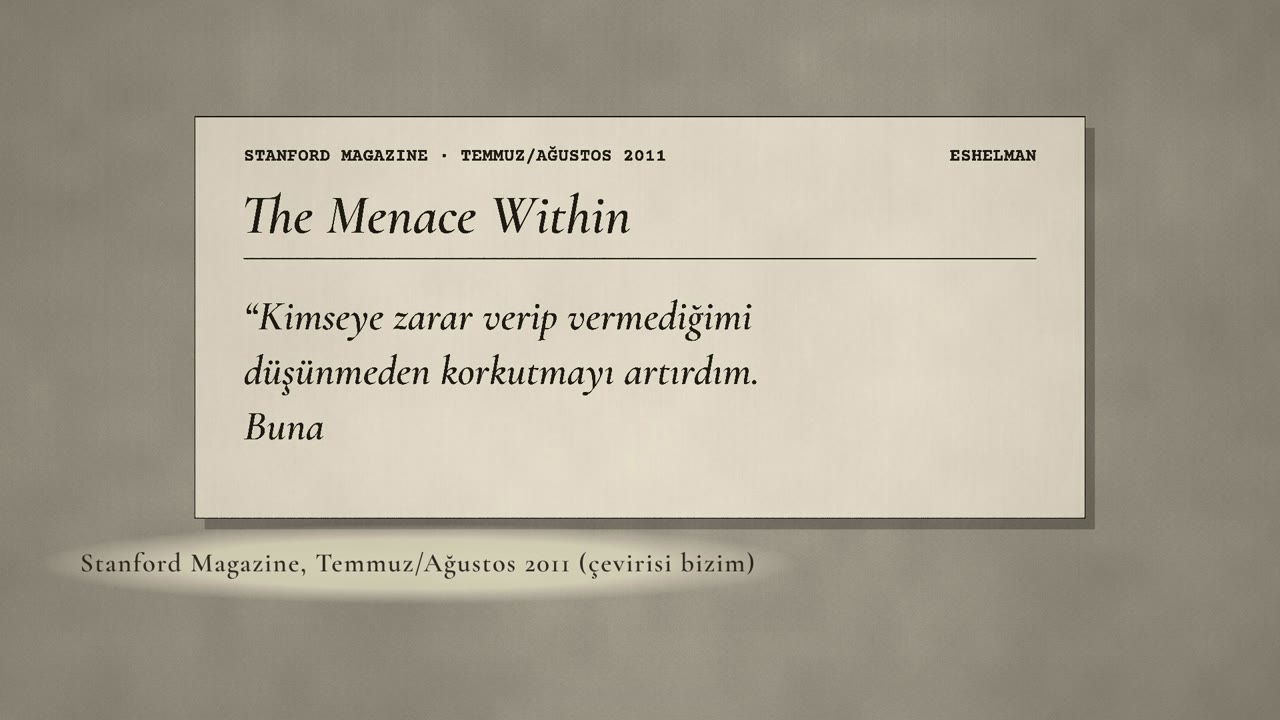 STANFORD MAGAZINE · TEMMUZ/AĞUSTOS 2011 ESHELMAN
The Menace Within
“Kimseye zarar verip vermediğimi
düşünmeden korkutmayı artırdım.
Buna
Stanford Magazine, Temmuz/Ağustos 2011 (çevirisi bizim)